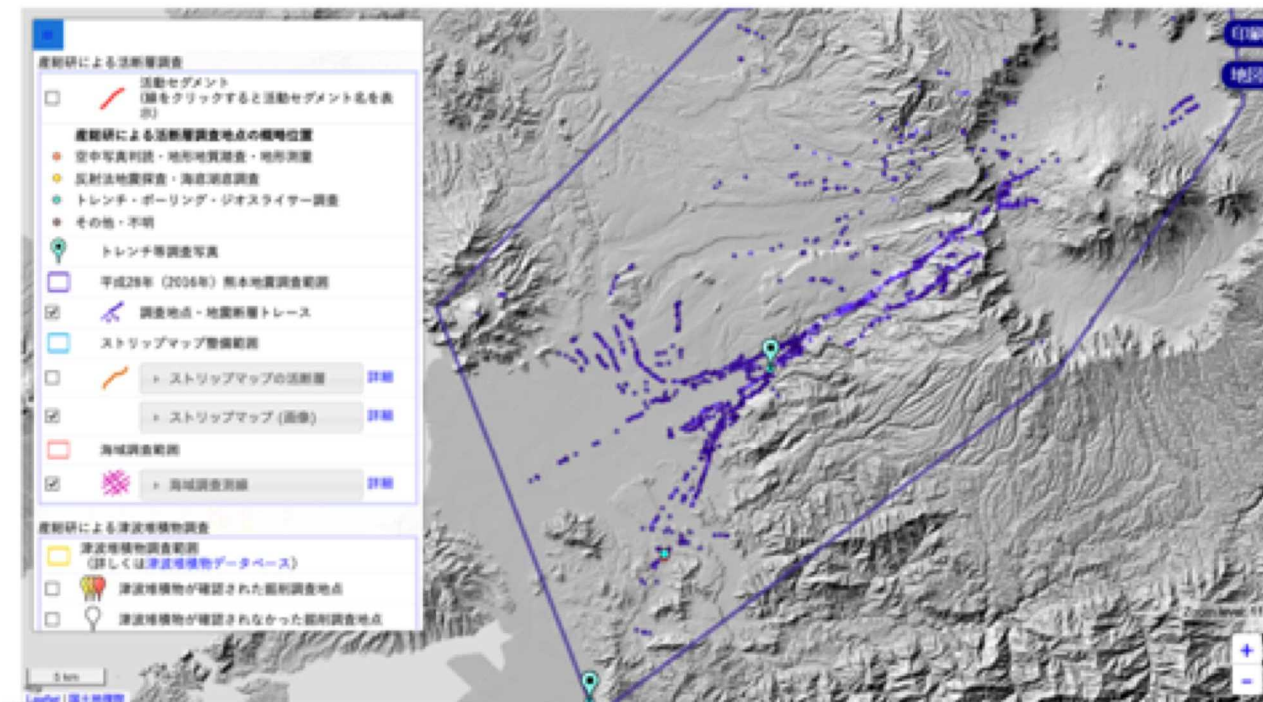 産総研による活断層調査
活動セグメント
(線をクリックすると活動セグメント名を表
示)
産総研による活断層調査地点の概略位置
空中写真判読・地形地質踏査・地形測量
反射法地震探査・海底湖底調査
トレンチ・ボーリング・ジオスライサー調査
その他・不明
トレンチ等調査写真
平成28年（2016年）熊本地震調査範囲
調査地点・地震断層トレース
ストリップマップ整備範囲
ストリップマップの活断層 詳細
ストリップマップ (画像) 詳細
海域調査範囲
海域調査測線 詳細
産総研による津波堆積物調査
津波堆積物調査範囲
（詳しくは津波堆積物データベース）
津波堆積物が確認された掘削調査地点
津波堆積物が確認されなかった掘削調査地点
5 km
Leaflet | 国土地理院
印刷
地図
Zoom level: 11
+
-